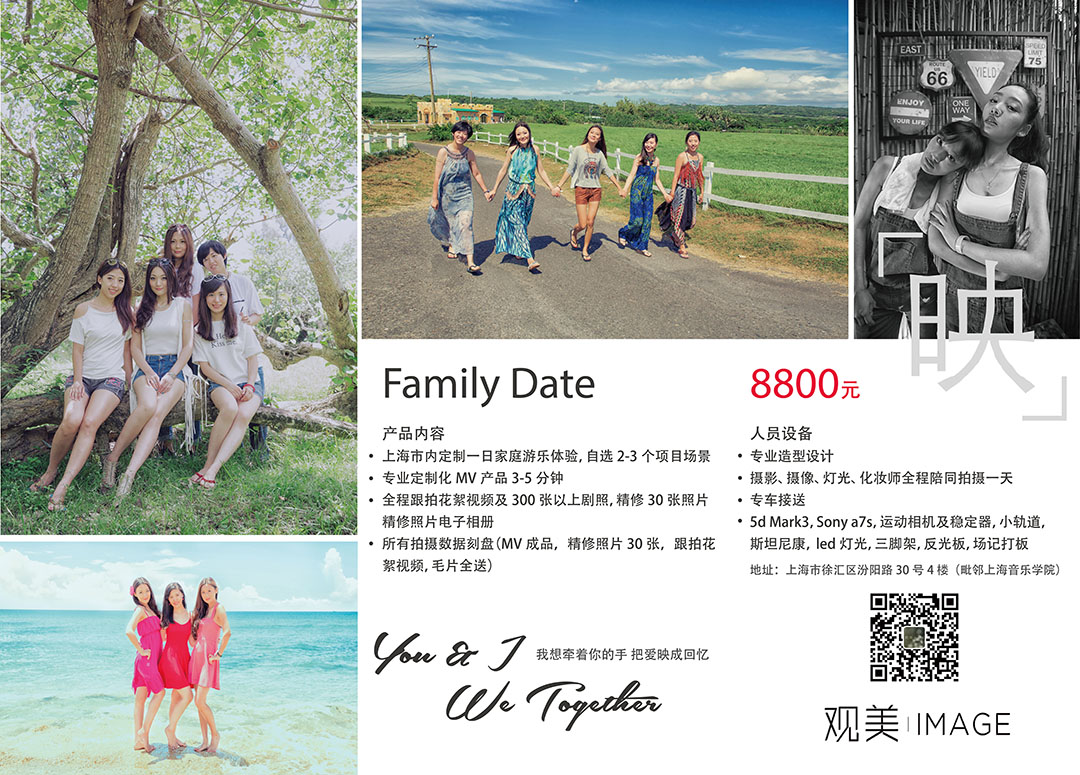 EAST
ROUTE
66
YIELD
SPEED
LIMIT
75
ENJOY
YOUR LIFE
ONE
WAY
「映」
Family Date
8800元
产品内容
• 上海市内定制一日家庭游乐体验, 自选 2-3 个项目场景
• 专业定制化 MV 产品 3-5 分钟
• 全程跟拍花絮视频及 300 张以上剧照, 精修 30 张照片
精修照片电子相册
• 所有拍摄数据刻盘(MV 成品, 精修照片 30 张, 跟拍花
絮视频, 毛片全送)
人员设备
• 专业造型设计
• 摄影、摄像、灯光、化妆师全程陪同拍摄一天
• 专车接送
• 5d Mark3, Sony a7s, 运动相机及稳定器, 小轨道,
斯坦尼康, led 灯光, 三脚架, 反光板, 场记打板
地址: 上海市徐汇区汾阳路 30 号 4 楼 (毗邻上海音乐学院)
You & I
我想牵着你的手 把爱映成回忆
We Together
观美 | IMAGE